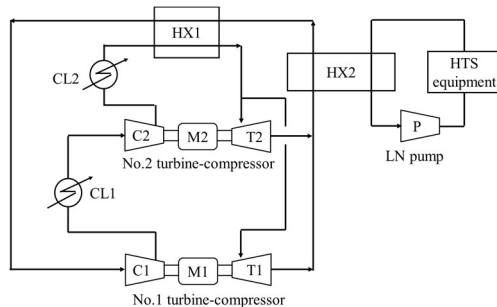 HX1
CL2
HX2
HTS
equipment
C2
M2
T2
P
No.2 turbine-compressor
LN pump
CL1
C1
M1
T1
No.1 turbine-compressor